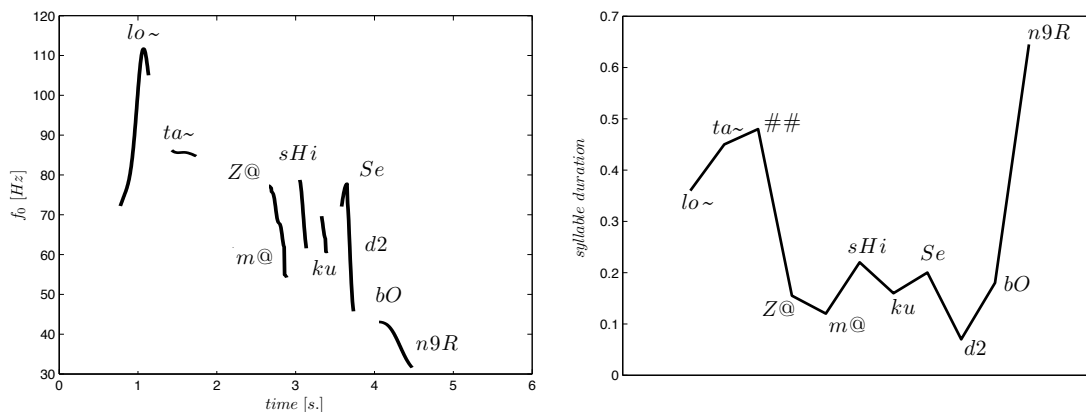 120
110
100
90
80
70
60
50
40
30
f0 [Hz]
lo~
ta~
Z@
sHi
Se
m@
ku
d2
bO
n9R
0 1 2 3 4 5 6
time [s.]
0.7
0.6
0.5
0.4
0.3
0.2
0.1
0
syllable duration
n9R
ta~ ##
lo~
sHi
Se
Z@
m@
ku
bO
d2